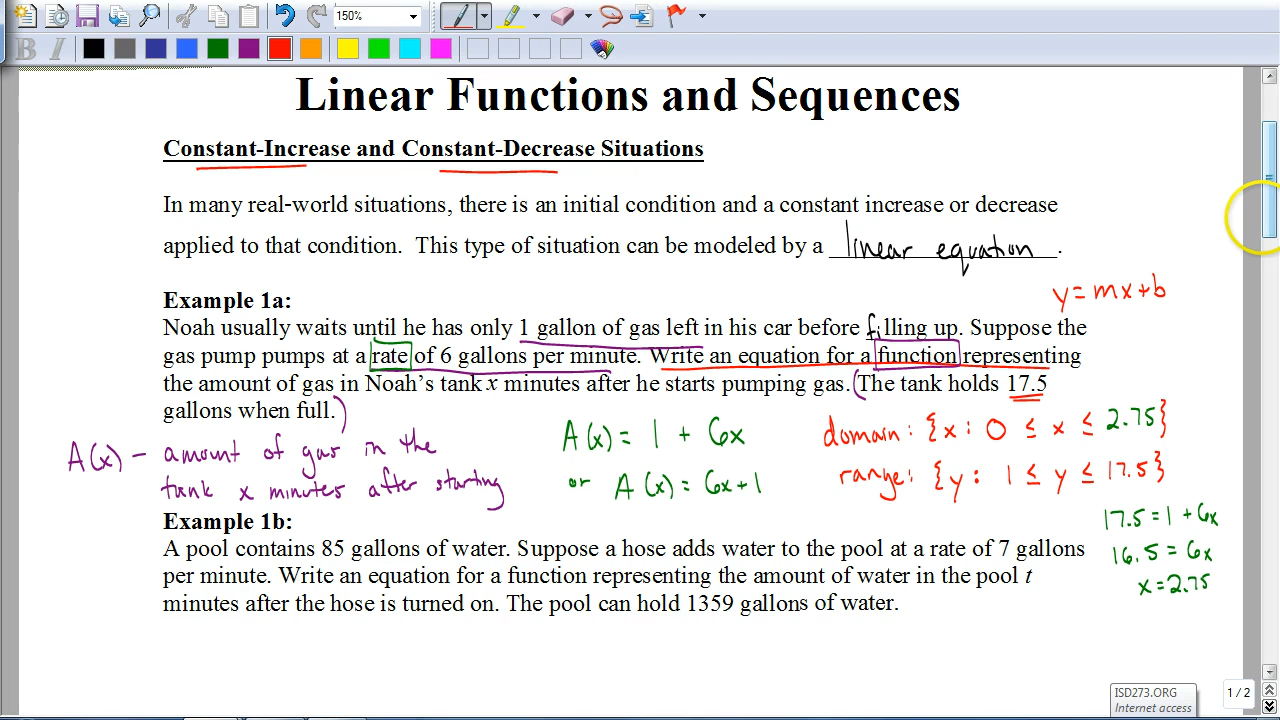 150%
B I
Linear Functions and Sequences
Constant-Increase and Constant-Decrease Situations
In many real-world situations, there is an initial condition and a constant increase or decrease
applied to that condition. This type of situation can be modeled by a linear equation.
y=mx+b
Example 1a:
Noah usually waits until he has only 1 gallon of gas left in his car before filling up. Suppose the
gas pump pumps at a rate of 6 gallons per minute. Write an equation for a function representing
the amount of gas in Noah's tank x minutes after he starts pumping gas. (The tank holds 17.5
gallons when full.)
A(x) - amount of gas in the
tank x minutes after starting
A(x) = 1 + 6x
or A(x) = 6x+1
domain: {x: 0 ≤ x ≤ 2.75}
range: {y: 1 ≤ y ≤ 17.5}
17.5 = 1 + 6x
16.5 = 6x
x = 2.75
Example 1b:
A pool contains 85 gallons of water. Suppose a hose adds water to the pool at a rate of 7 gallons
per minute. Write an equation for a function representing the amount of water in the pool t
minutes after the hose is turned on. The pool can hold 1359 gallons of water.
ISD273.ORG
Internet access
1 / 2